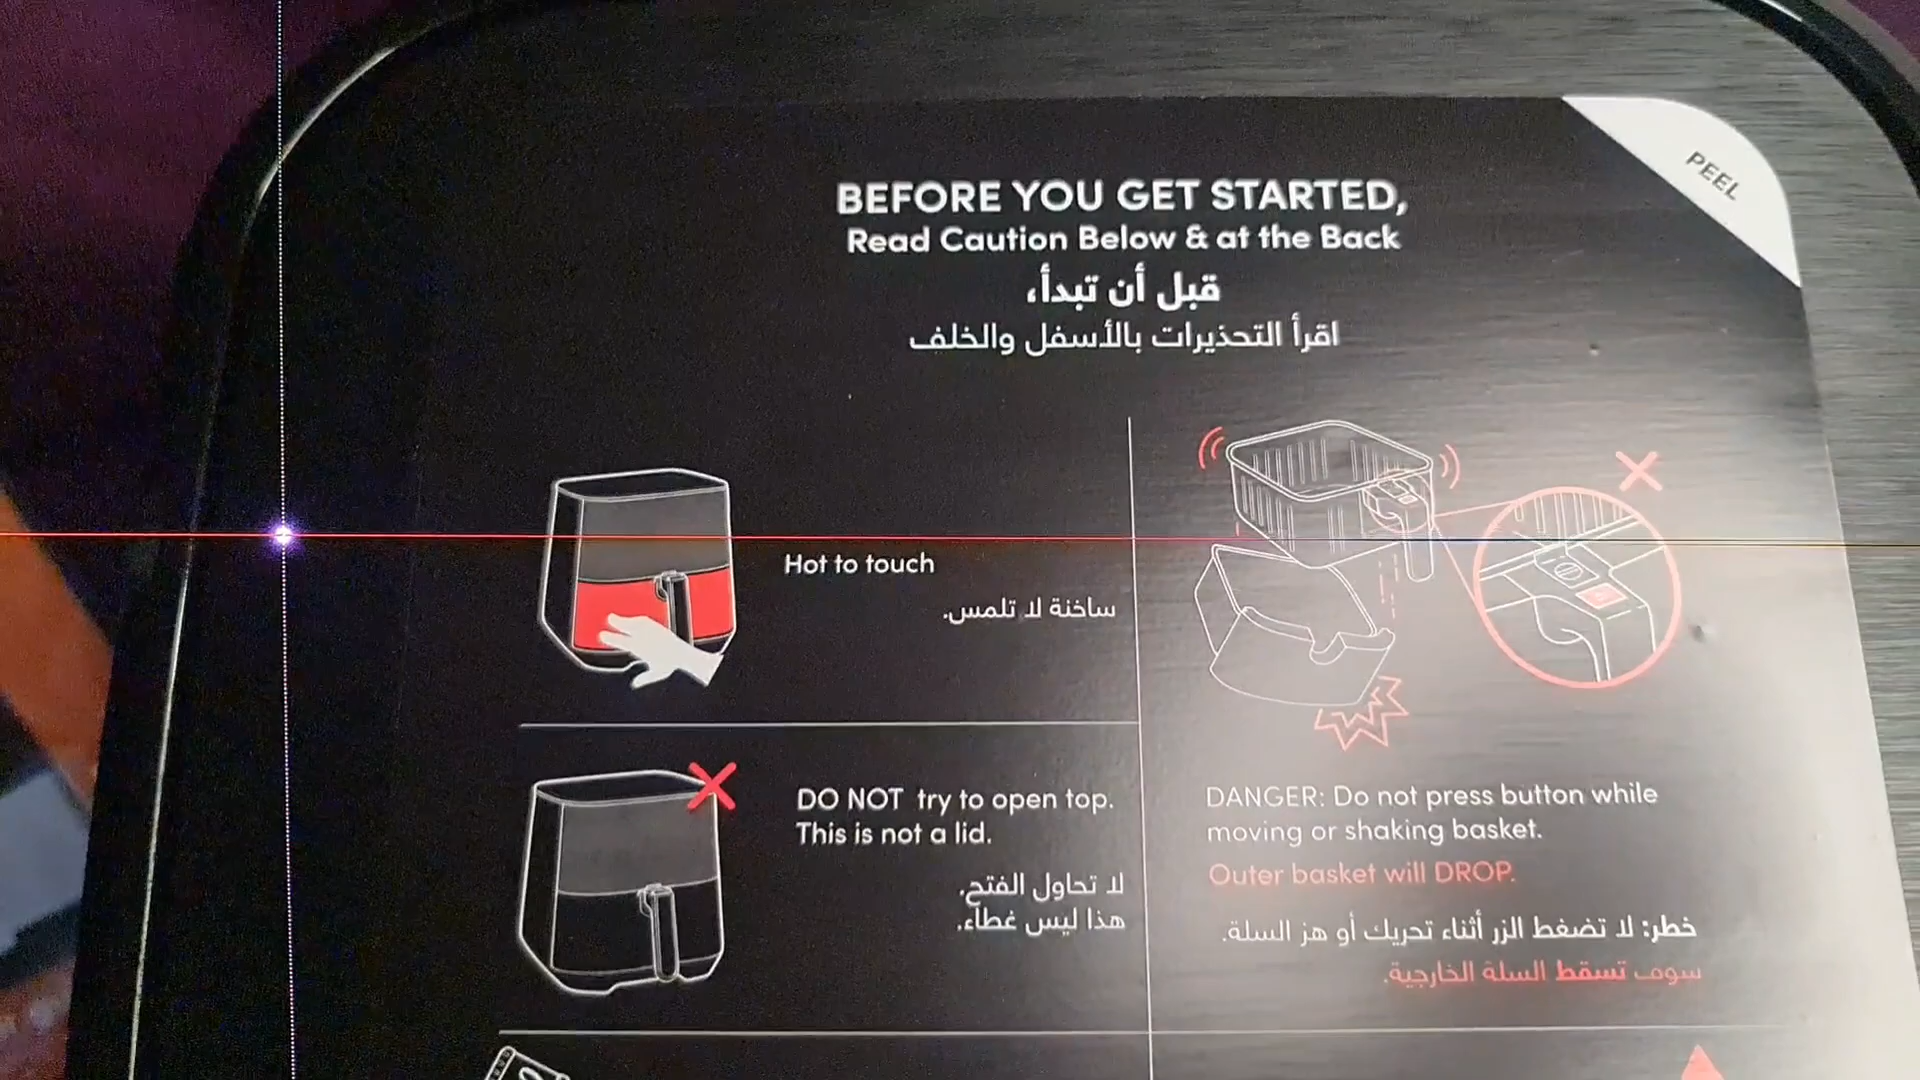 PEEL
BEFORE YOU GET STARTED,
Read Caution Below & at the Back
قبل أن تبدأ،
اقرأ التحذيرات بالأسفل والخلف
Hot to touch
ساخنة لا تلمس.
DO NOT try to open top.
This is not a lid.
لا تحاول الفتح.
هذا ليس غطاء.
DANGER: Do not press button while
moving or shaking basket.
Outer basket will DROP.
خطر: لا تضغط الزر أثناء تحريك أو هز السلة.
سوف تسقط السلة الخارجية.